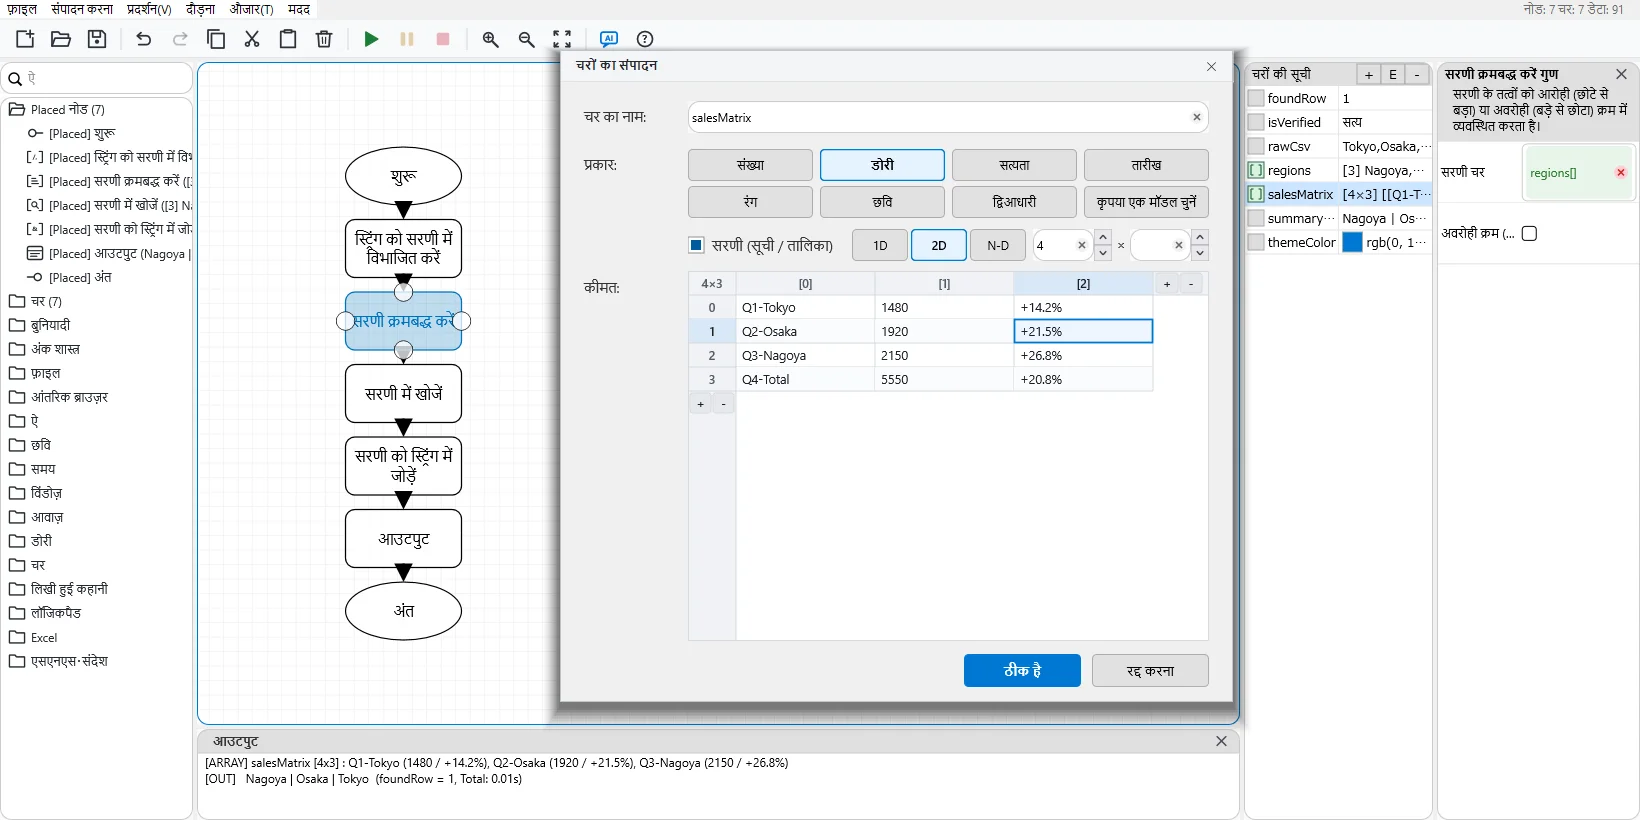 फ़ाइल संपादन करना प्रदर्शन(V) दौड़ना औजार(T) मदद
नोड: 7 चर: 7 डेटा: 91
ऐ
Placed नोड (7)
[Placed] शुरू
[Placed] स्ट्रिंग को सरणी में विभ
[Placed] सरणी क्रमबद्ध करें ([:
[Placed] सरणी में खोजें ([3] Na
[Placed] सरणी को स्ट्रिंग में जो
[Placed] आउटपुट (Nagoya |
[Placed] अंत
चर (7)
बुनियादी
अंक शास्त्र
फ़ाइल
आंतरिक ब्राउज़र
ऐ
छवि
समय
विंडोज़
आवाज़
डोरी
चर
लिखी हुई कहानी
लॉजिकपैड
Excel
एसएनएस·संदेश
शुरू
स्ट्रिंग को सरणी में
विभाजित करें
सरणी क्रमबद्ध करें
सरणी में खोजें
सरणी को स्ट्रिंग में
जोड़ें
आउटपुट
अंत
चरों का संपादन
चर का नाम: salesMatrix
प्रकार: संख्या डोरी सत्यता तारीख
रंग छवि द्विआधारी कृपया एक मॉडल चुनें
सरणी (सूची / तालिका) 1D 2D N-D 4 ×
कीमत: 4×3 [0] [1] [2] + -
0 Q1-Tokyo 1480 +14.2%
1 Q2-Osaka 1920 +21.5%
2 Q3-Nagoya 2150 +26.8%
3 Q4-Total 5550 +20.8%
+ -
ठीक है रद्द करना
चरों की सूची + E -
foundRow 1
isVerified सत्य
rawCsv Tokyo,Osaka,···
regions [3] Nagoya,···
salesMatrix [4×3] [[Q1-T···
summary··· Nagoya | Os···
themeColor rgb(0, 1···
सरणी क्रमबद्ध करें गुण
सरणी के तत्वों को आरोही (छोटे से
बड़ा) या अवरोही (बड़े से छोटा) क्रम में
व्यवस्थित करता है।
सरणी चर regions[]
अवरोही क्रम (...
आउटपुट
[ARRAY] salesMatrix [4x3] : Q1-Tokyo (1480 / +14.2%), Q2-Osaka (1920 / +21.5%), Q3-Nagoya (2150 / +26.8%)
[OUT] Nagoya | Osaka | Tokyo (foundRow = 1, Total: 0.01s)